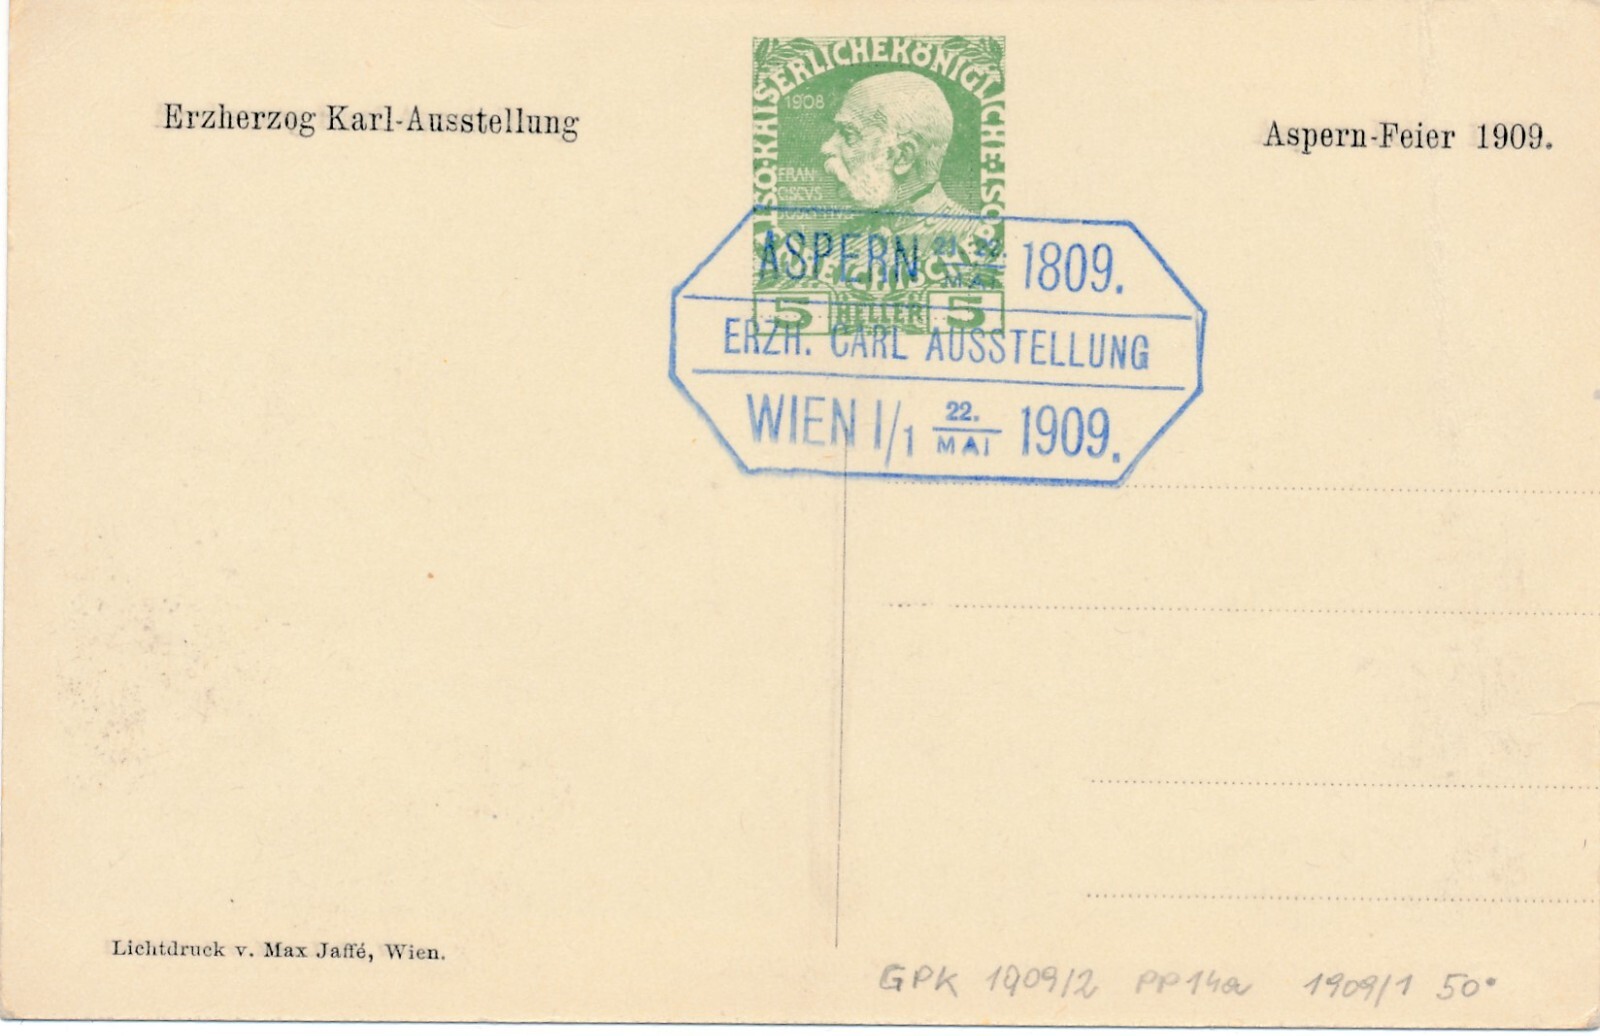 Erzherzog Karl-Ausstellung
Aspern-Feier 1909.
KAISERLICHE KÖNIGLICHE ÖST.
1908
FRAN
CISCVS
5 HELLER 5
ASPERN 21. 22. MAI 1809.
ERZH. CARL AUSSTELLUNG
WIEN I/1 22. MAI 1909.
Lichtdruck v. Max Jaffé, Wien.
GPK 1909/2 PP14a 1909/1 50°